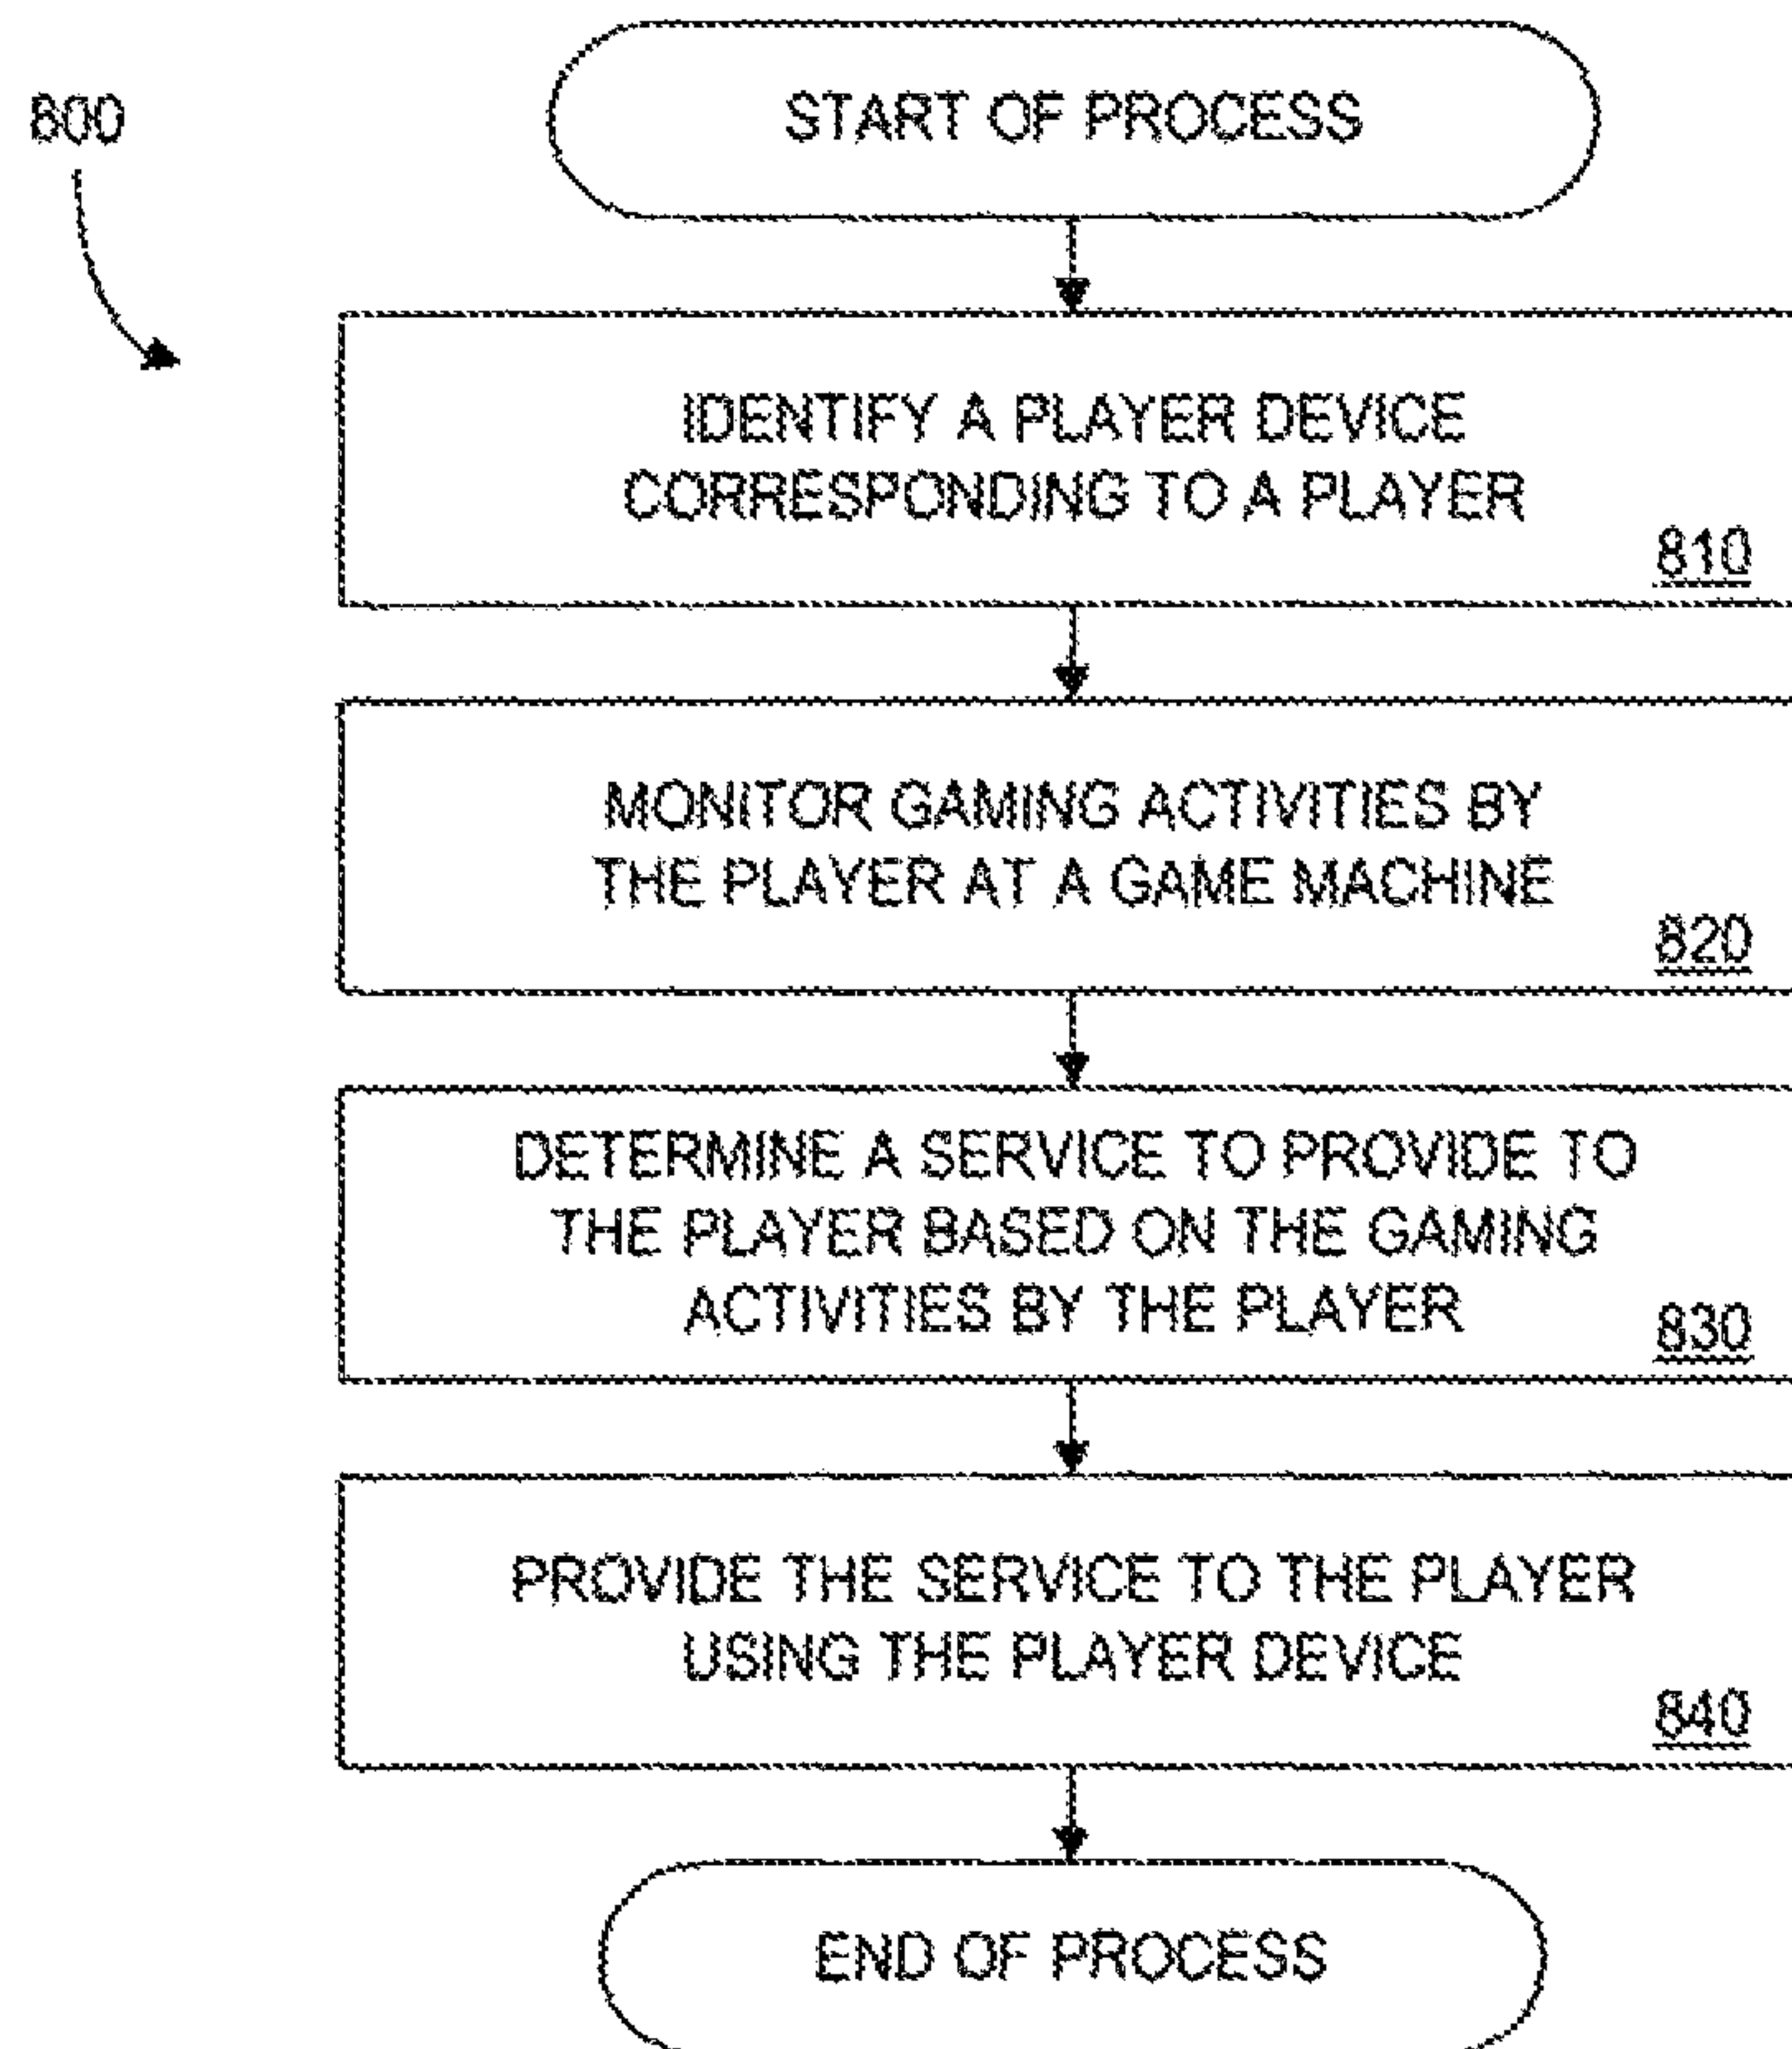 800
START OF PROCESS
IDENTIFY A PLAYER DEVICE
CORRESPONDING TO A PLAYER
810
MONITOR GAMING ACTIVITIES BY
THE PLAYER AT A GAME MACHINE
820
DETERMINE A SERVICE TO PROVIDE TO
THE PLAYER BASED ON THE GAMING
ACTIVITIES BY THE PLAYER
830
PROVIDE THE SERVICE TO THE PLAYER
USING THE PLAYER DEVICE
840
END OF PROCESS